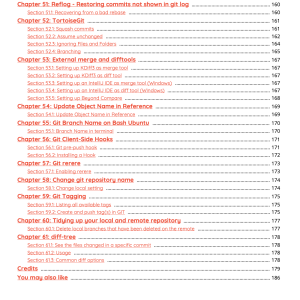 Chapter 51: Reflog - Restoring commits not shown in git log 160
Section 51.1: Recovering from a bad rebase 160
Chapter 52: TortoiseGit 161
Section 52.1: Squash commits 161
Section 52.2: Assume unchanged 162
Section 52.3: Ignoring Files and Folders 164
Section 52.4: Branching 165
Chapter 53: External merge and difftools 167
Section 53.1: Setting up KDiff3 as merge tool 167
Section 53.2: Setting up KDiff3 as diff tool 167
Section 53.3: Setting up an IntelliJ IDE as merge tool (Windows) 167
Section 53.4: Setting up an IntelliJ IDE as diff tool (Windows) 167
Section 53.5: Setting up Beyond Compare 168
Chapter 54: Update Object Name in Reference 169
Section 54.1: Update Object Name in Reference 169
Chapter 55: Git Branch Name on Bash Ubuntu 170
Section 55.1: Branch Name in terminal 170
Chapter 56: Git Client-Side Hooks 171
Section 56.1: Git pre-push hook 171
Section 56.2: Installing a Hook 172
Chapter 57: Git rerere 173
Section 57.1: Enabling rerere 173
Chapter 58: Change git repository name 174
Section 58.1: Change local setting 174
Chapter 59: Git Tagging 175
Section 59.1: Listing all available tags 175
Section 59.2: Create and push tag(s) in GIT 175
Chapter 60: Tidying up your local and remote repository 177
Section 60.1: Delete local branches that have been deleted on the remote 177
Chapter 61: diff-tree 178
Section 61.1: See the files changed in a specific commit 178
Section 61.2: Usage 178
Section 61.3: Common diff options 178
Credits 179
You may also like 186